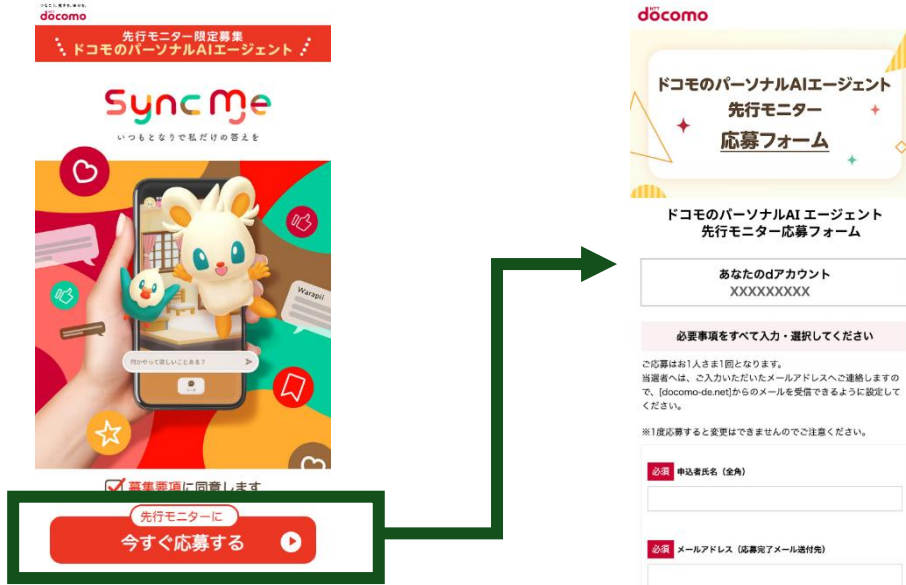 つなごう。驚きを。幸せを。
NTT
docomo
先行モニター限定募集
ドコモのパーソナルAIエージェント
Sync Me
いつもとなりで私だけの答えを
Warapii
何かやって欲しいことある?
募集要項に同意します
先行モニターに
今すぐ応募する
NTT
docomo
ドコモのパーソナルAIエージェント
先行モニター
応募フォーム
ドコモのパーソナルAI エージェント
先行モニター応募フォーム
あなたのdアカウント
XXXXXXXXX
必要事項をすべて入力・選択してください
ご応募はお1人さま1回となります。
当選者へは、ご入力いただいたメールアドレスへご連絡しますの
で、[docomo-de.net]からのメールを受信できるように設定して
ください。
※1度応募すると変更はできませんのでご注意ください。
必須 申込者氏名（全角）
必須 メールアドレス（応募完了メール送付先）